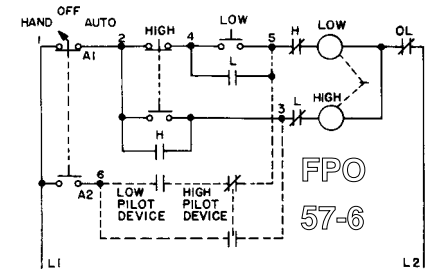 OFF
HAND AUTO
1 A1 2 HIGH 4 LOW 5 H LOW OL
L
HIGH
3 L
H
A2 6
LOW PILOT DEVICE
HIGH PILOT DEVICE
FPO
57-6
L1 L2